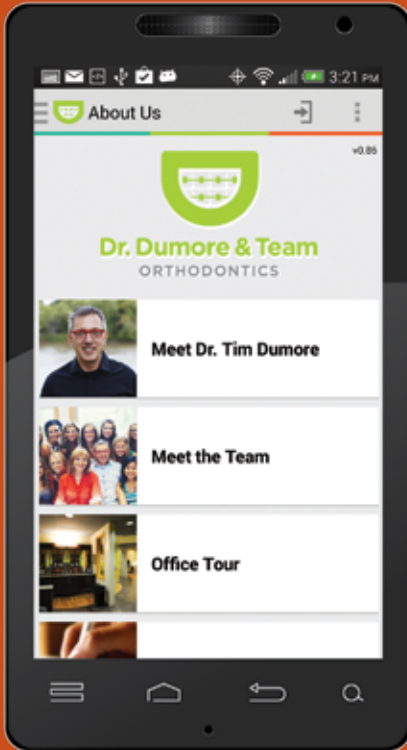 3:21 PM
About Us
v0.86
Dr. Dumore & Team
ORTHODONTICS
Meet Dr. Tim Dumore
Meet the Team
Office Tour